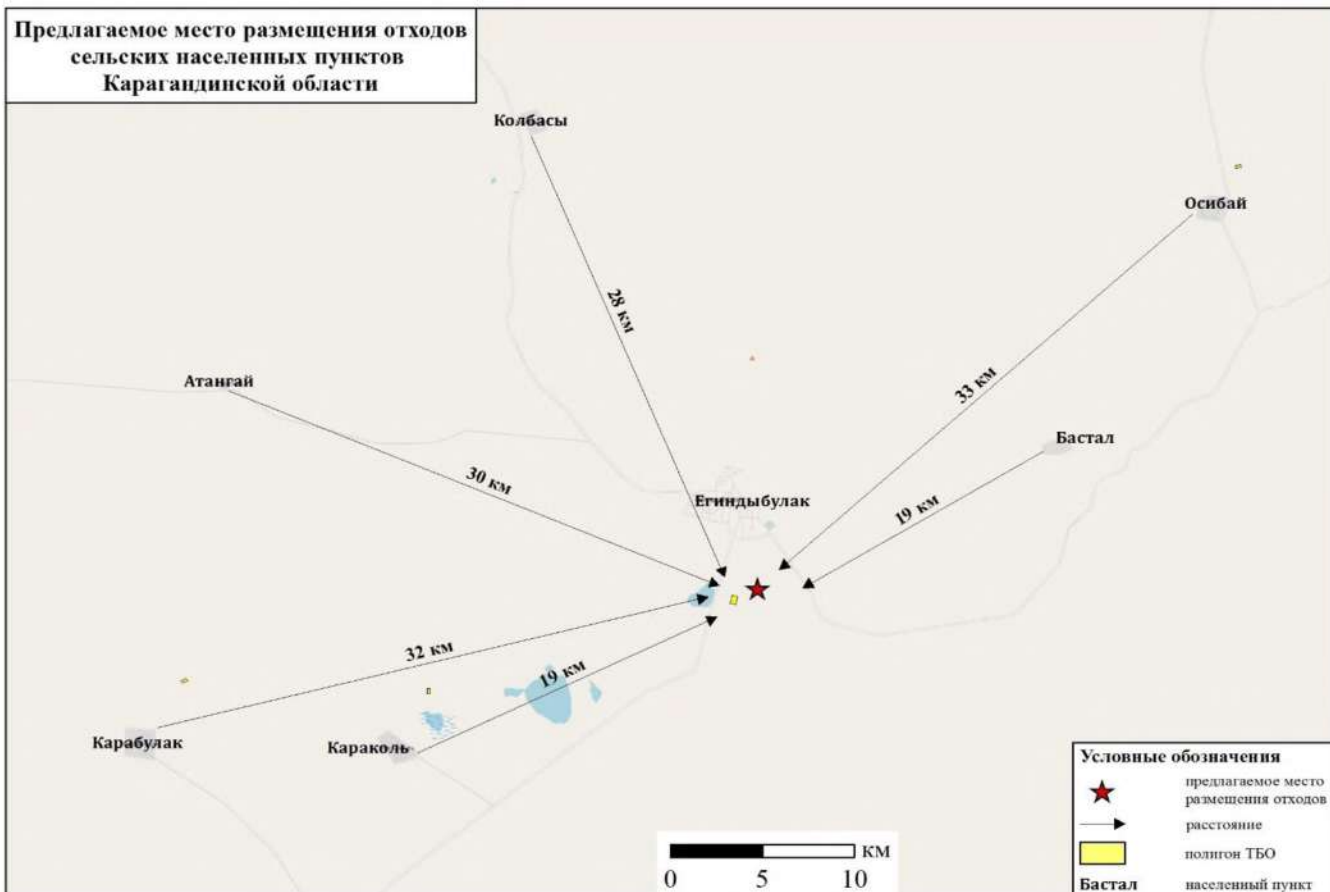 Предлагаемое место размещения отходов
сельских населенных пунктов
Карагандинской области
Колбасы
Осибай
28 км
33 км
Атангай
Бастал
30 км
Егиндыбулак
19 км
32 км
19 км
Карабулак
Караколь
Условные обозначения
предлагаемое место
размещения отходов
расстояние
полигон ТБО
Бастал населенный пункт
км
0 5 10